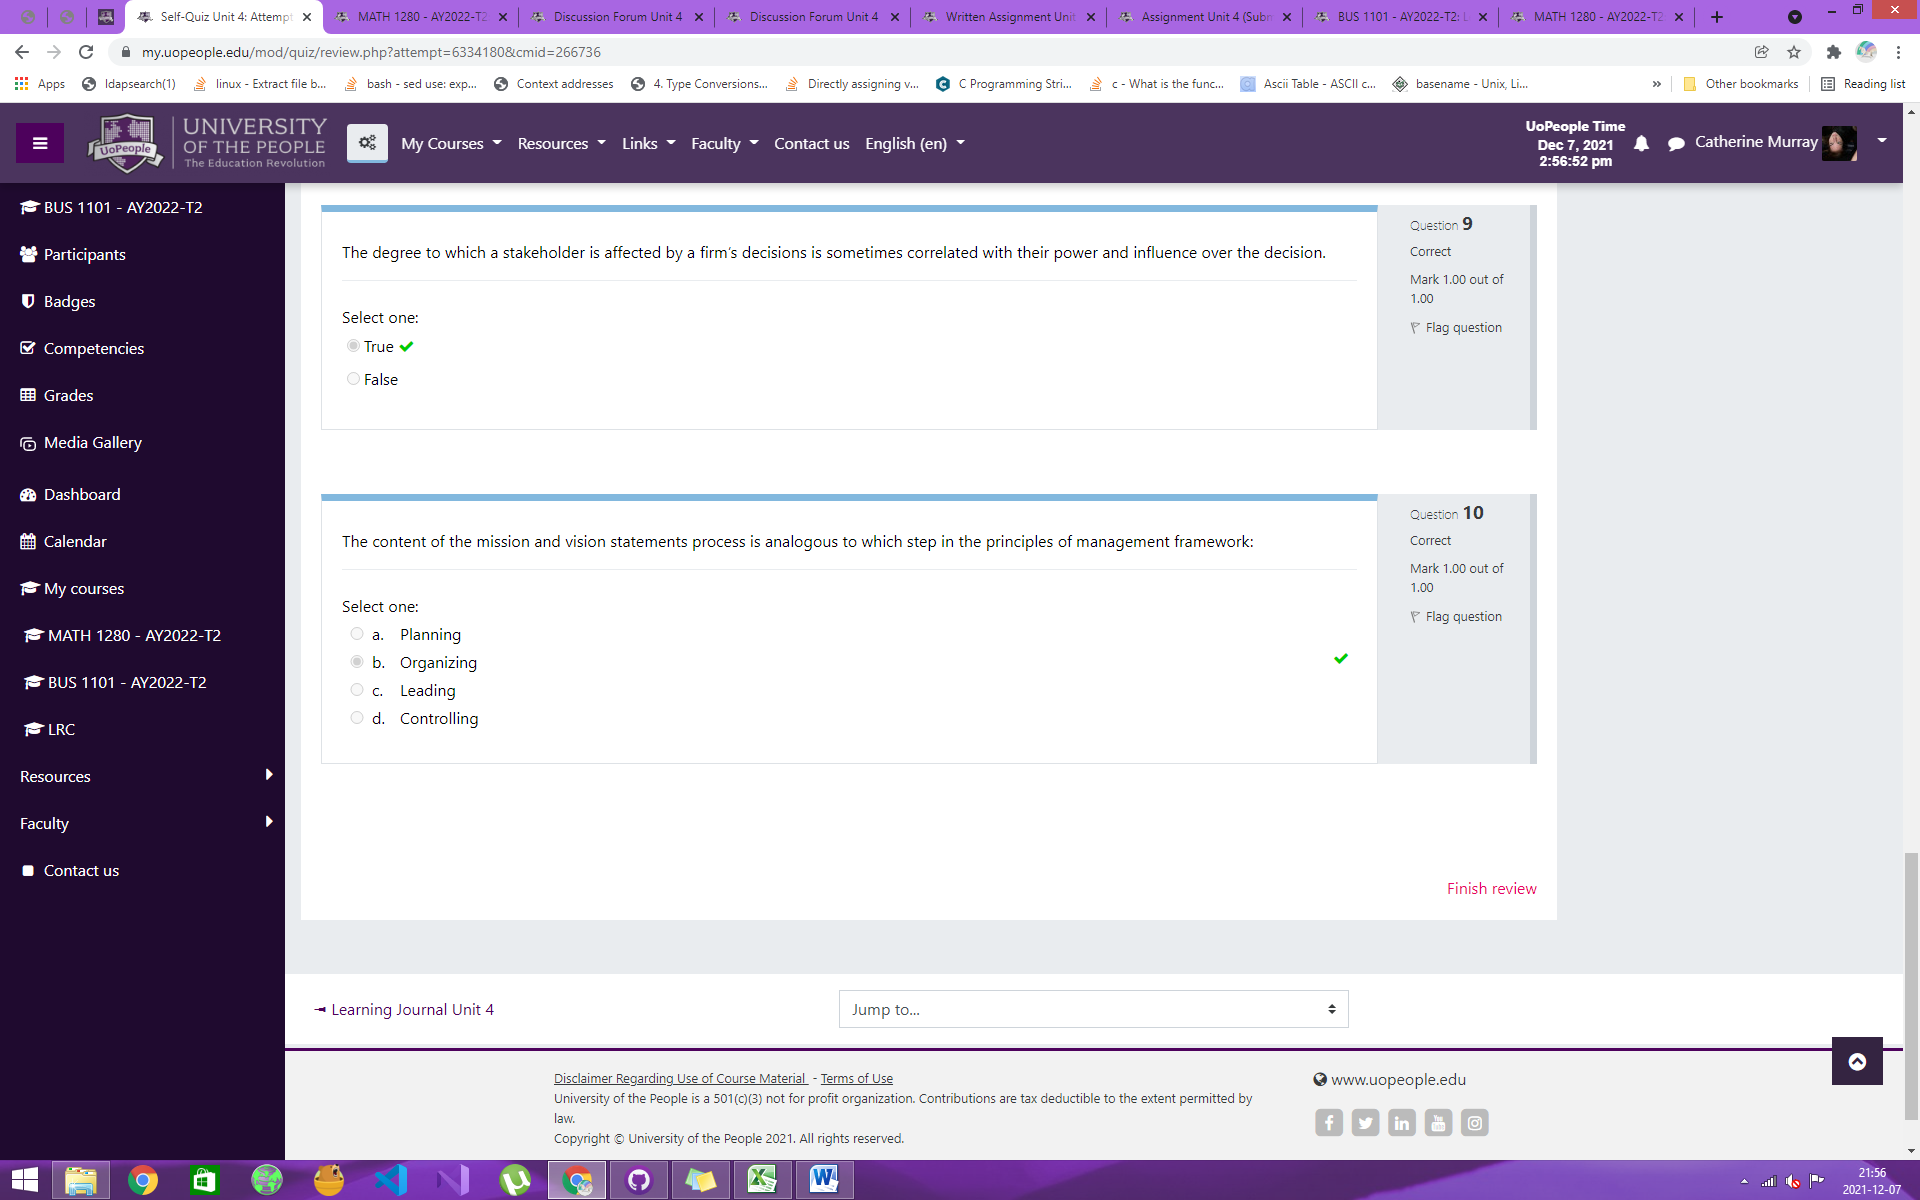 Self-Quiz Unit 4: Attempt
MATH 1280 - AY2022-T2
Discussion Forum Unit 4
Discussion Forum Unit 4
Written Assignment Unit
Assignment Unit 4 (Subm
BUS 1101 - AY2022-T2: L
MATH 1280 - AY2022-T2
my.uopeople.edu/mod/quiz/review.php?attempt=6334180&cmid=266736
Apps
ldapsearch(1)
linux - Extract file b...
bash - sed use: exp...
Context addresses
4. Type Conversions...
Directly assigning v...
C Programming Stri...
c - What is the func...
Ascii Table - ASCII c...
basename - Unix, Li...
»
Other bookmarks
Reading list
UoPeople
UNIVERSITY
OF THE PEOPLE
The Education Revolution
My Courses
Resources
Links
Faculty
Contact us
English (en)
UoPeople Time
Dec 7, 2021
2:56:52 pm
Catherine Murray
BUS 1101 - AY2022-T2
Participants
Badges
Competencies
Grades
Media Gallery
Dashboard
Calendar
My courses
MATH 1280 - AY2022-T2
BUS 1101 - AY2022-T2
LRC
Resources
Faculty
Contact us
The degree to which a stakeholder is affected by a firm's decisions is sometimes correlated with their power and influence over the decision.
Select one:
True
False
Question 9
Correct
Mark 1.00 out of
1.00
Flag question
The content of the mission and vision statements process is analogous to which step in the principles of management framework:
Select one:
a. Planning
b. Organizing
c. Leading
d. Controlling
Question 10
Correct
Mark 1.00 out of
1.00
Flag question
Finish review
◄ Learning Journal Unit 4
Jump to...
Disclaimer Regarding Use of Course Material - Terms of Use
University of the People is a 501(c)(3) not for profit organization. Contributions are tax deductible to the extent permitted by
law.
Copyright © University of the People 2021. All rights reserved.
www.uopeople.edu
21:56
2021-12-07